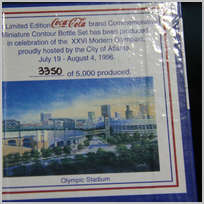 Limited Edition Coca-Cola brand Commemorative
Miniature Contour Bottle Set has been produced
in celebration of the XXVI Modern Olympiad,
proudly hosted by the City of Atlanta
July 19 - August 4, 1996.
3350 of 5,000 produced.
Olympic Stadium